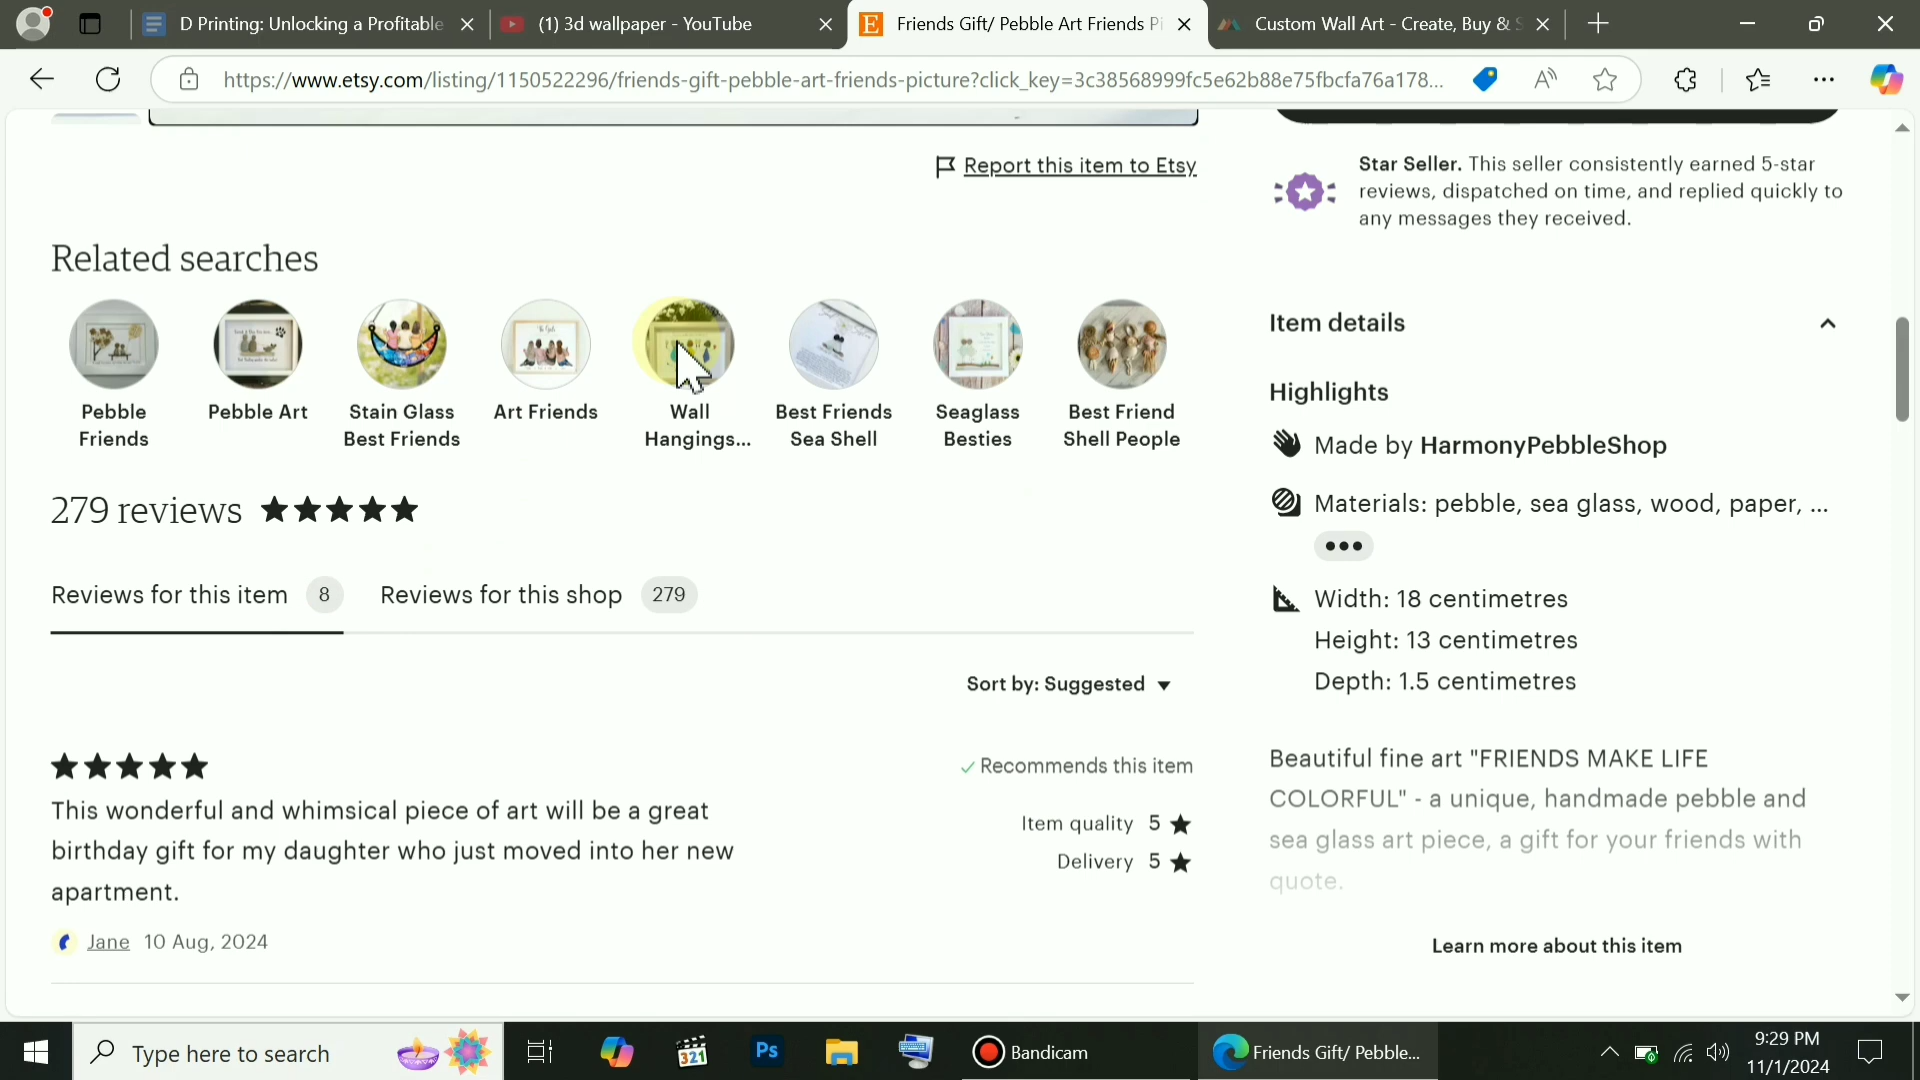 D Printing: Unlocking a Profitable
(1) 3d wallpaper - YouTube
E
Friends Gift/ Pebble Art Friends Pi
Custom Wall Art - Create, Buy & S
https://www.etsy.com/listing/1150522296/friends-gift-pebble-art-friends-picture?click_key=3c38568999fc5e62b88e75fbcfa76a178...
Report this item to Etsy
Star Seller. This seller consistently earned 5-star
reviews, dispatched on time, and replied quickly to
any messages they received.
Related searches
Pebble
Friends
Pebble Art
Stain Glass
Best Friends
Art Friends
Wall
Hangings...
Best Friends
Sea Shell
Seaglass
Besties
Best Friend
Shell People
Item details
Highlights
Made by HarmonyPebbleShop
Materials: pebble, sea glass, wood, paper, ...
Width: 18 centimetres
Height: 13 centimetres
Depth: 1.5 centimetres
279 reviews
Reviews for this item 8
Reviews for this shop 279
Sort by: Suggested
Recommends this item
This wonderful and whimsical piece of art will be a great
birthday gift for my daughter who just moved into her new
apartment.
Item quality 5
Delivery 5
Jane 10 Aug, 2024
Beautiful fine art "FRIENDS MAKE LIFE
COLORFUL" - a unique, handmade pebble and
sea glass art piece, a gift for your friends with
quote.
Learn more about this item
Type here to search
321
Ps
Bandicam
Friends Gift/ Pebble...
9:29 PM
11/1/2024